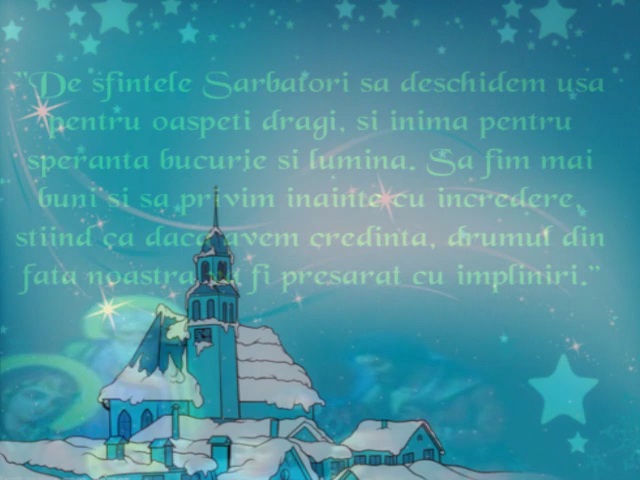 "De sfintele Sarbatori sa deschidem usa
pentru oaspeti dragi, si inima pentru
speranta bucurie si lumina. Sa fim mai
buni si sa privim inainte cu incredere,
stiind ca daca avem credinta, drumul din
fata noastra va fi presarat cu impliniri."